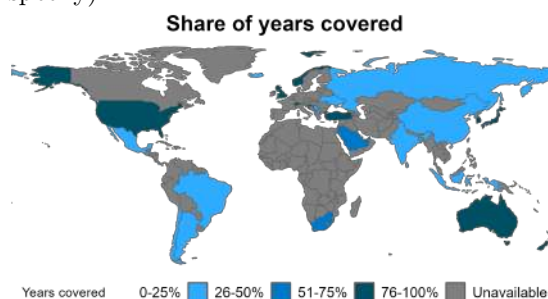 Share of years covered
Years covered 0-25% 26-50% 51-75% 76-100% Unavailable